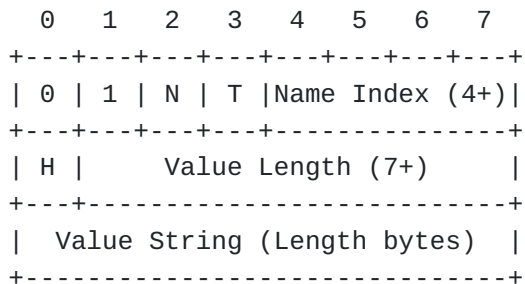 0   1   2   3   4   5   6   7
+---+---+---+---+---+---+---+---+
| 0 | 1 | N | T |Name Index (4+)|
+---+---+---+---+---------------+
| H |     Value Length (7+)     |
+---+---------------------------+
|  Value String (Length bytes)  |
+-------------------------------+